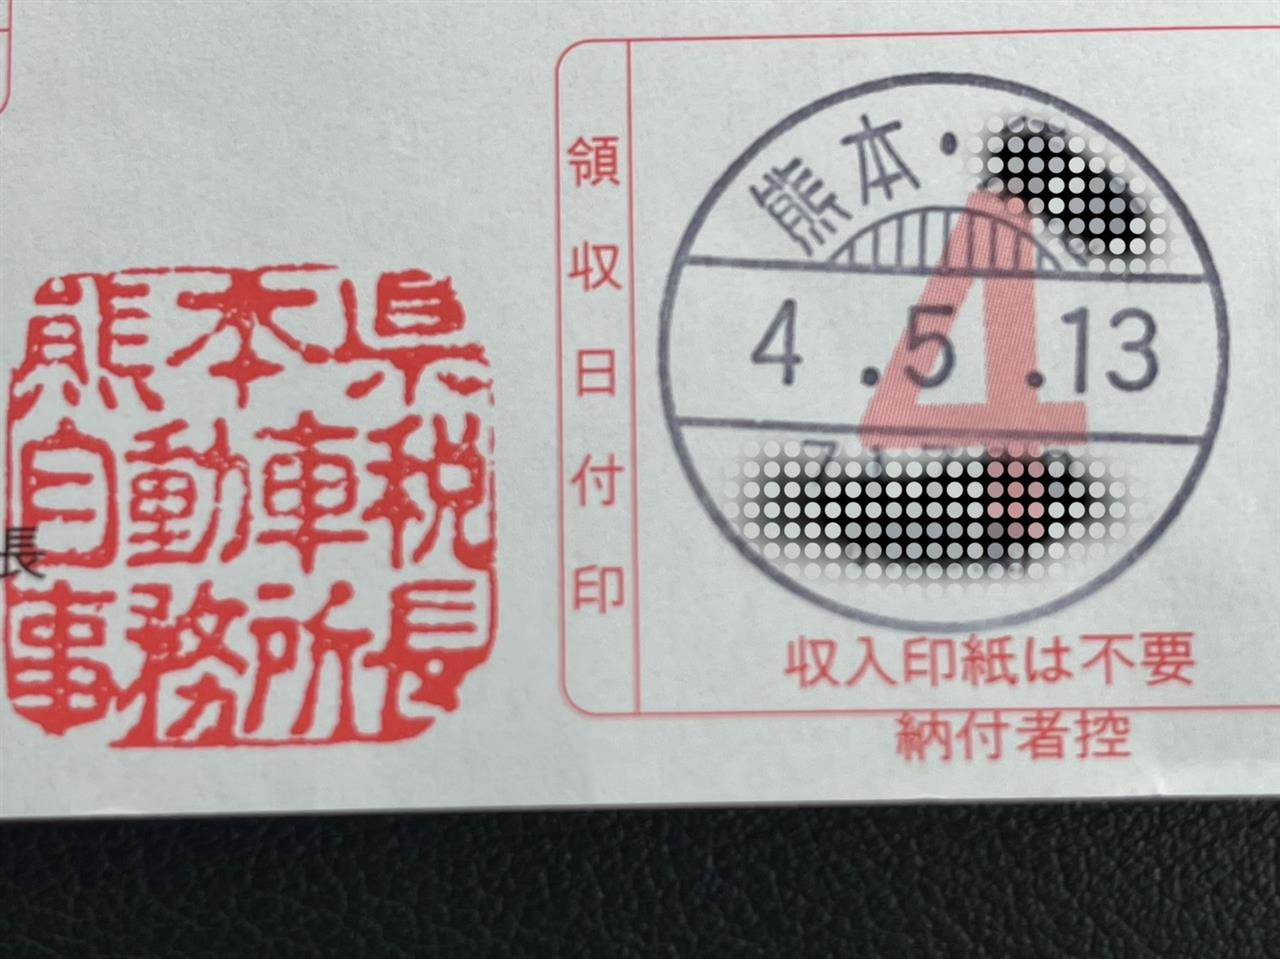 熊本県
自動車税
事務所長
長
領収日付印
熊本・
4
4.5.13
収入印紙は不要
納付者控